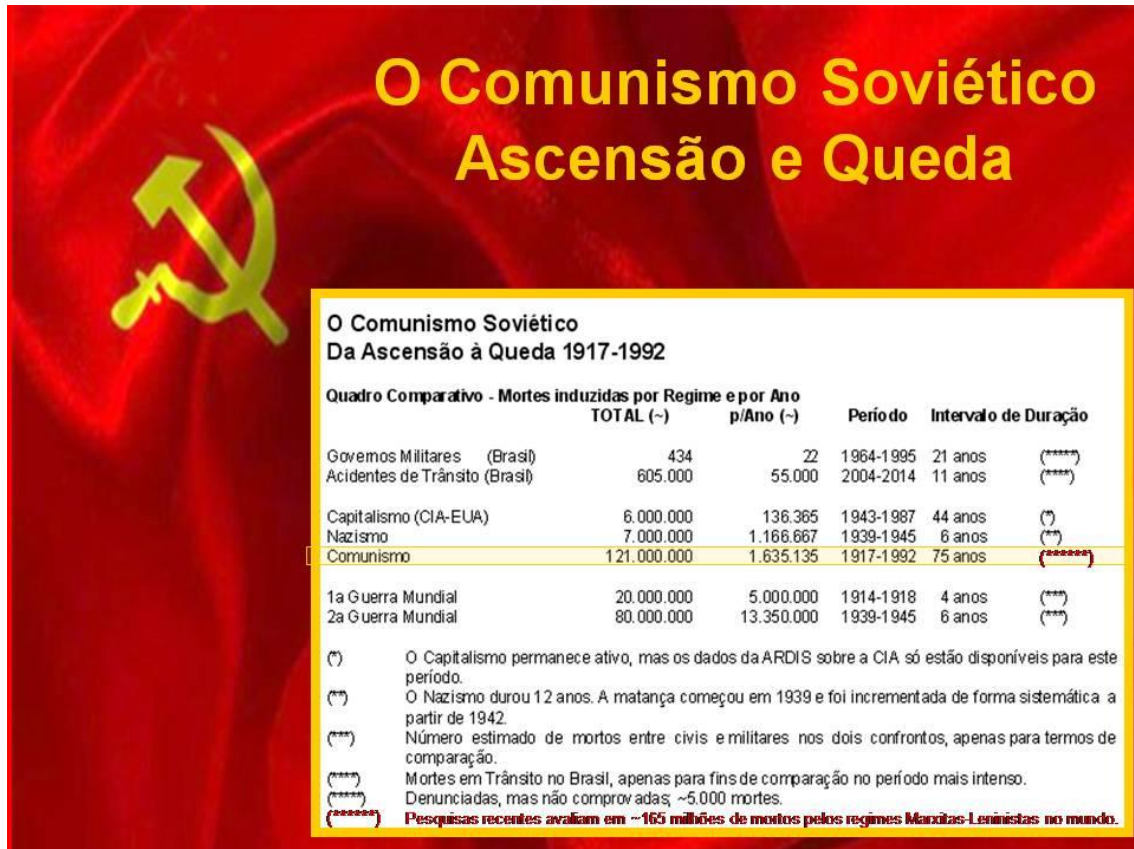 O Comunismo Soviético
Ascensão e Queda
O Comunismo Soviético
Da Ascensão à Queda 1917-1992
Quadro Comparativo - Mortes induzidas por Regime e por Ano
TOTAL (~) p/Ano (~) Período Intervalo de Duração
Governos Militares (Brasil) 434 22 1964-1995 21 anos (*****)
Acidentes de Trânsito (Brasil) 605.000 55.000 2004-2014 11 anos (****)
Capitalismo (CIA-EUA) 6.000.000 136.365 1943-1987 44 anos (*)
Nazismo 7.000.000 1.166.667 1939-1945 6 anos (**)
Comunismo 121.000.000 1.635.135 1917-1992 75 anos (******)
1a Guerra Mundial 20.000.000 5.000.000 1914-1918 4 anos (***)
2a Guerra Mundial 80.000.000 13.350.000 1939-1945 6 anos (***)
(*) O Capitalismo permanece ativo, mas os dados da ARDIS sobre a CIA só estão disponíveis para este
período.
(**) O Nazismo durou 12 anos. A matança começou em 1939 e foi incrementada de forma sistemática a
partir de 1942.
(***) Número estimado de mortos entre civis e militares nos dois confrontos, apenas para termos de
comparação.
(****) Mortes em Trânsito no Brasil, apenas para fins de comparação no período mais intenso.
(*****) Denunciadas, mas não comprovadas; ~5.000 mortes.
(******) Pesquisas recentes avaliam em ~165 milhões de mortos pelos regimes Marxitas-Leninistas no mundo.